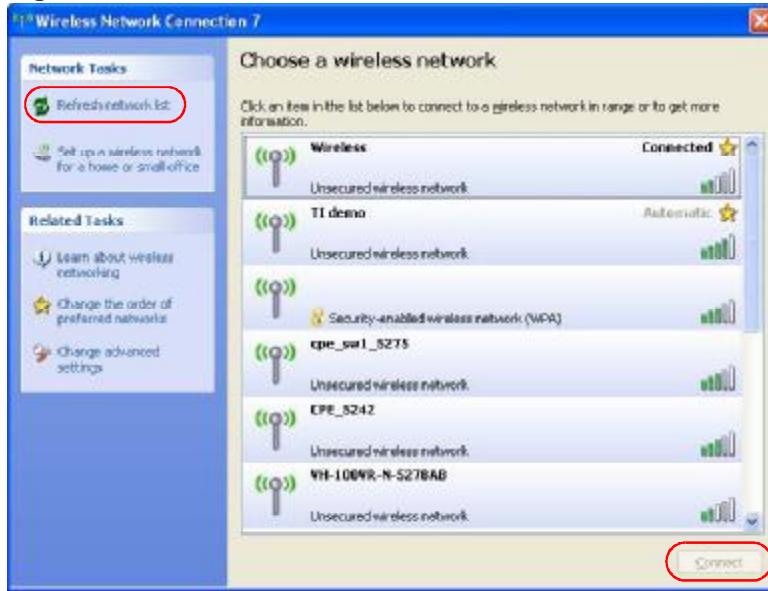 Wireless Network Connection 7
Network Tasks
Refresh network list
Set up a wireless network
for a home or small office
Related Tasks
Learn about wireless
networking
Change the order of
preferred networks
Change advanced
settings
Choose a wireless network
Click an item in the list below to connect to a wireless network in range or to get more
information.
Wireless
Connected
Unsecured wireless network
TI demo
Automatic
Unsecured wireless network
Security-enabled wireless network (WPA)
cpe_sw1_5275
Unsecured wireless network
CPE_5242
Unsecured wireless network
VH-100VR-N-5278AB
Unsecured wireless network
Connect